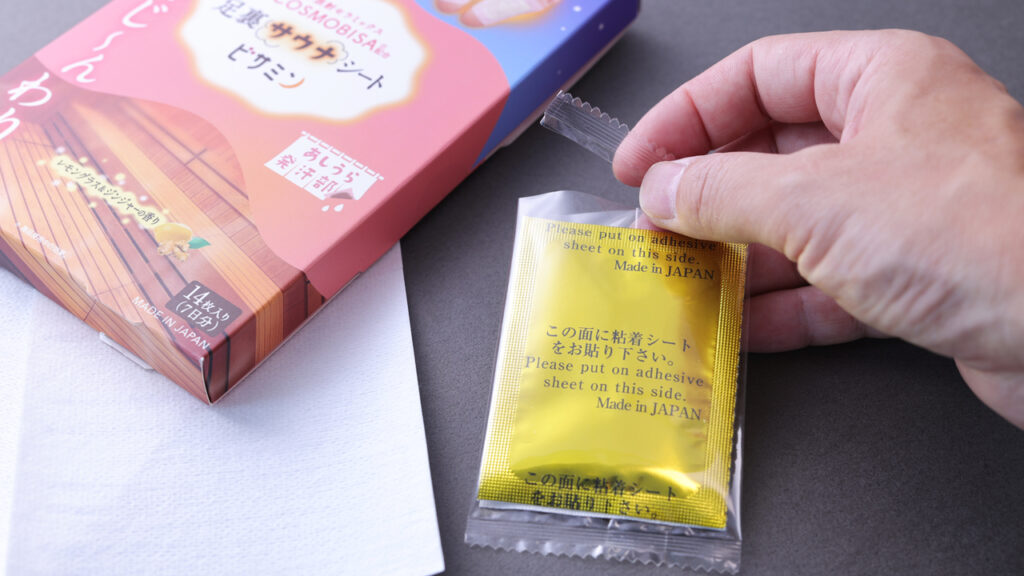 COSMOBISA
足裏サウナシート
ビサミン
じ〜んわり
あしうら
発汗部
レモングラス&ジンジャーの香り
14枚入り
(7日分)
MADE IN JAPAN
Please put on adhesive
sheet on this side.
Made in JAPAN
この面に粘着シート
をお貼り下さい。
Please put on adhesive
sheet on this side.
Made in JAPAN
この面に粘着シート
をお貼り下さい。